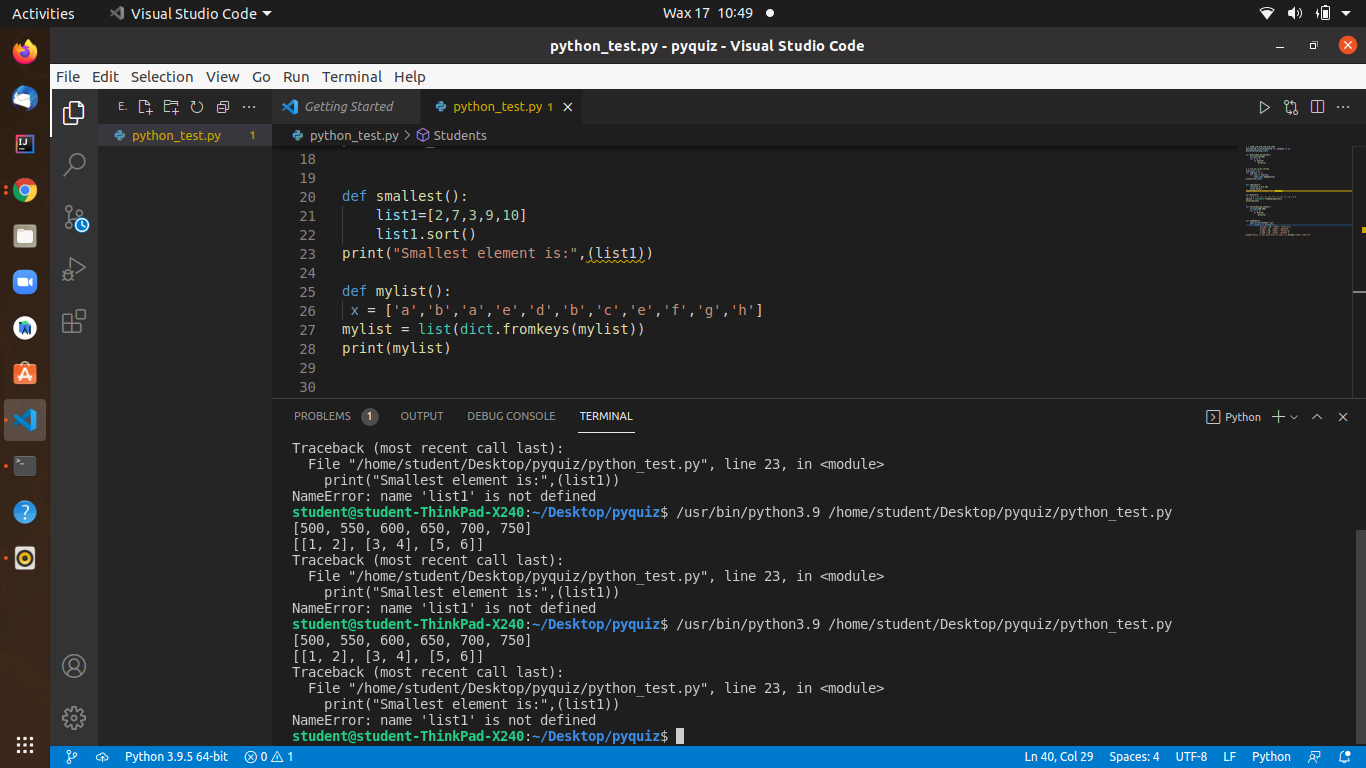 Activities Visual Studio Code Wax 17 10:49
python_test.py - pyquiz - Visual Studio Code
File Edit Selection View Go Run Terminal Help
E. Getting Started python_test.py 1
python_test.py 1 python_test.py > Students
18
19
20 def smallest():
21     list1=[2,7,3,9,10]
22     list1.sort()
23 print("Smallest element is:",(list1))
24
25 def mylist():
26  x = ['a','b','a','e','d','b','c','e','f','g','h']
27 mylist = list(dict.fromkeys(mylist))
28 print(mylist)
29
30
PROBLEMS 1 OUTPUT DEBUG CONSOLE TERMINAL Python
Traceback (most recent call last):
  File "/home/student/Desktop/pyquiz/python_test.py", line 23, in <module>
    print("Smallest element is:",(list1))
NameError: name 'list1' is not defined
student@student-ThinkPad-X240:~/Desktop/pyquiz$ /usr/bin/python3.9 /home/student/Desktop/pyquiz/python_test.py
[500, 550, 600, 650, 700, 750]
[[1, 2], [3, 4], [5, 6]]
Traceback (most recent call last):
  File "/home/student/Desktop/pyquiz/python_test.py", line 23, in <module>
    print("Smallest element is:",(list1))
NameError: name 'list1' is not defined
student@student-ThinkPad-X240:~/Desktop/pyquiz$ /usr/bin/python3.9 /home/student/Desktop/pyquiz/python_test.py
[500, 550, 600, 650, 700, 750]
[[1, 2], [3, 4], [5, 6]]
Traceback (most recent call last):
  File "/home/student/Desktop/pyquiz/python_test.py", line 23, in <module>
    print("Smallest element is:",(list1))
NameError: name 'list1' is not defined
student@student-ThinkPad-X240:~/Desktop/pyquiz$
Python 3.9.5 64-bit 0 1 Ln 40, Col 29 Spaces: 4 UTF-8 LF Python